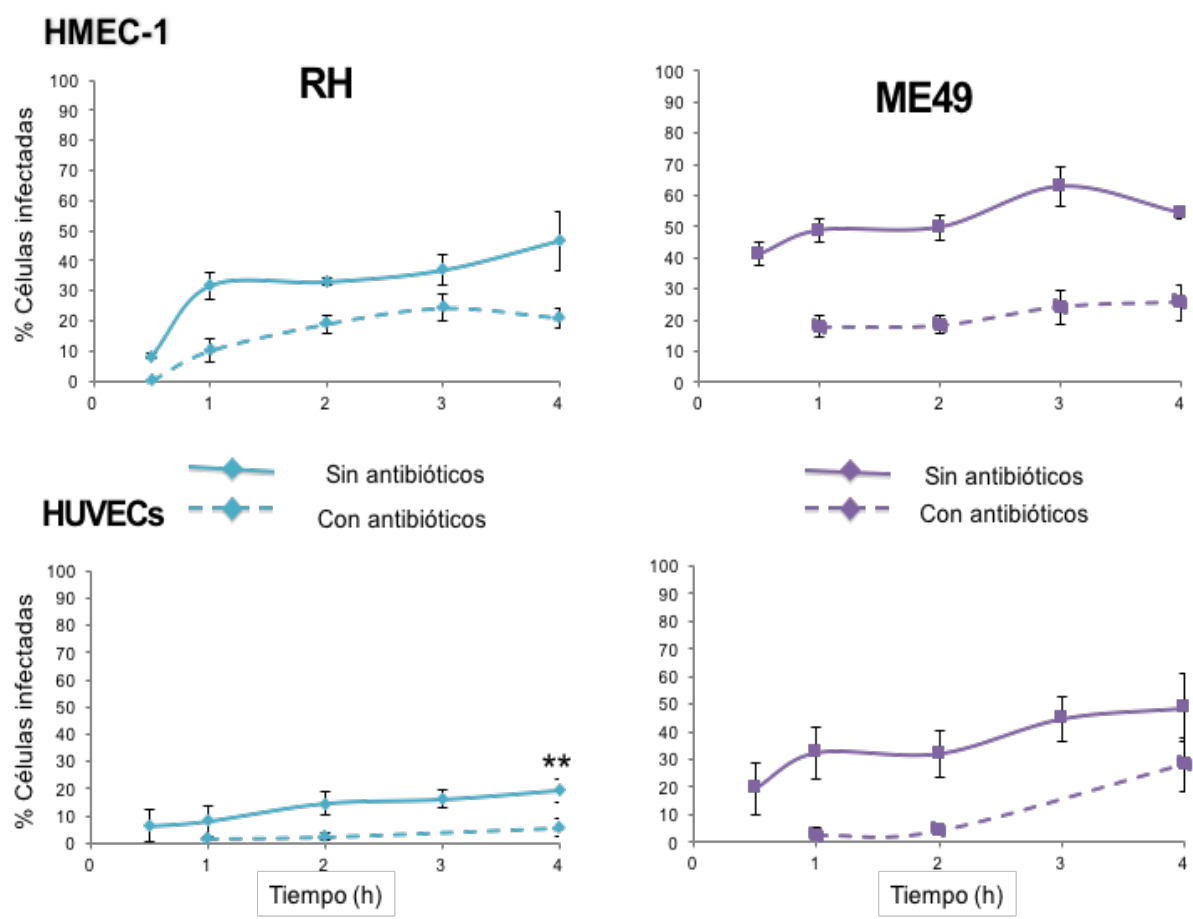 HMEC-1
RH
% Células infectadas
100
90
80
70
60
50
40
30
20
10
0
0 1 2 3 4
ME49
100
90
80
70
60
50
40
30
20
10
0
0 1 2 3 4
Sin antibióticos
Con antibióticos
Sin antibióticos
Con antibióticos
HUVECs
% Células infectadas
100
90
80
70
60
50
40
30
20
10
0
**
0 1 2 3 4
Tiempo (h)
100
90
80
70
60
50
40
30
20
10
0
0 1 2 3 4
Tiempo (h)